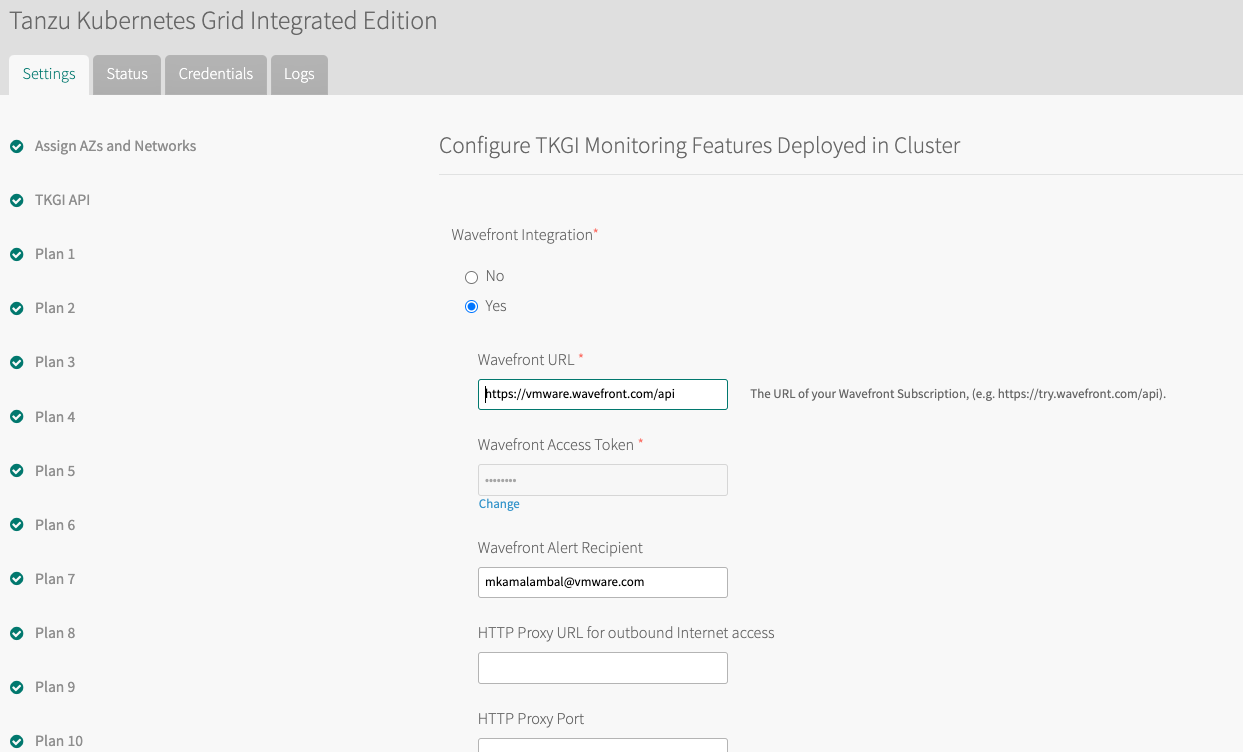 Tanzu Kubernetes Grid Integrated Edition
Settings
Status
Credentials
Logs
Assign AZs and Networks
TKGI API
Plan 1
Plan 2
Plan 3
Plan 4
Plan 5
Plan 6
Plan 7
Plan 8
Plan 9
Plan 10
Configure TKGI Monitoring Features Deployed in Cluster
Wavefront Integration*
No
Yes
Wavefront URL *
https://vmware.wavefront.com/api
The URL of your Wavefront Subscription, (e.g. https://try.wavefront.com/api).
Wavefront Access Token *
••••••••
Change
Wavefront Alert Recipient
mkamalambal@vmware.com
HTTP Proxy URL for outbound Internet access
HTTP Proxy Port